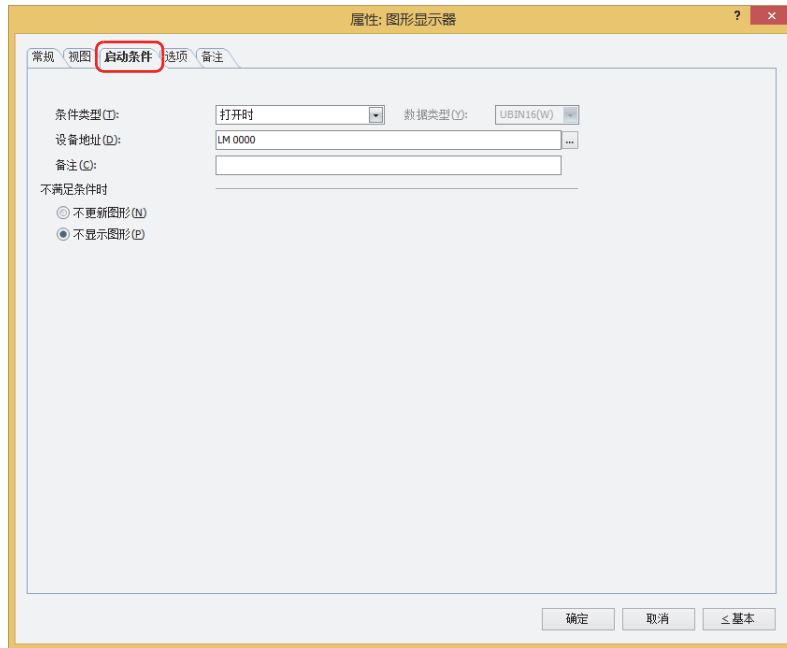 属性: 图形显示器
? ×
常规 视图 启动条件 选项 备注
条件类型(T): 打开时 数据类型(Y): UBIN16(W)
设备地址(D): LM 0000 ...
备注(C):
不满足条件时
不更新图形(N)
不显示图形(P)
确定 取消 ≤基本